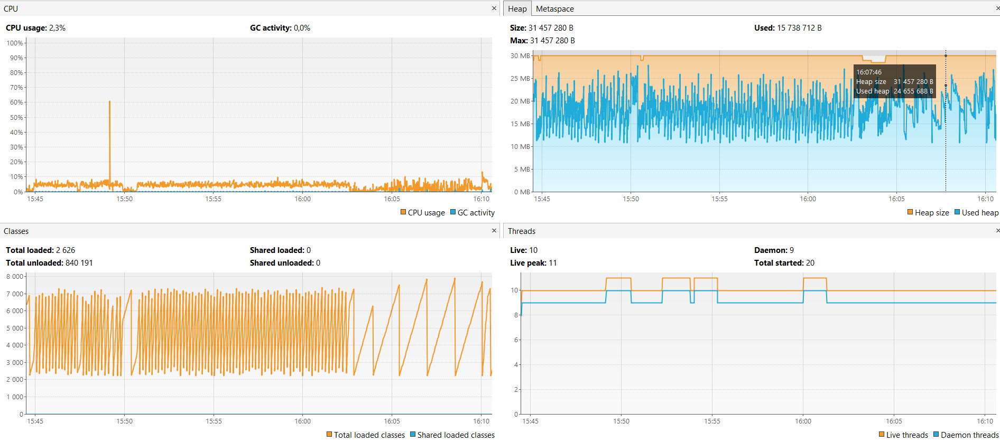 CPU ×
CPU usage: 2,3% GC activity: 0,0%
100%
90%
80%
70%
60%
50%
40%
30%
20%
10%
0%
15:45 15:50 15:55 16:00 16:05 16:10
CPU usage GC activity
Heap Metaspace ×
Size: 31 457 280 B Used: 15 738 712 B
Max: 31 457 280 B
30 MB
25 MB
20 MB
15 MB
10 MB
5 MB
0 MB
16:07:46
Heap size 31 457 280 B
Used heap 24 655 688 B
15:45 15:50 15:55 16:00 16:05 16:10
Heap size Used heap
Classes ×
Total loaded: 2 626 Shared loaded: 0
Total unloaded: 840 191 Shared unloaded: 0
8 000
7 000
6 000
5 000
4 000
3 000
2 000
1 000
0
15:45 15:50 15:55 16:00 16:05 16:10
Total loaded classes Shared loaded classes
Threads ×
Live: 10 Daemon: 9
Live peak: 11 Total started: 20
10
8
6
4
2
0
15:45 15:50 15:55 16:00 16:05 16:10
Live threads Daemon threads